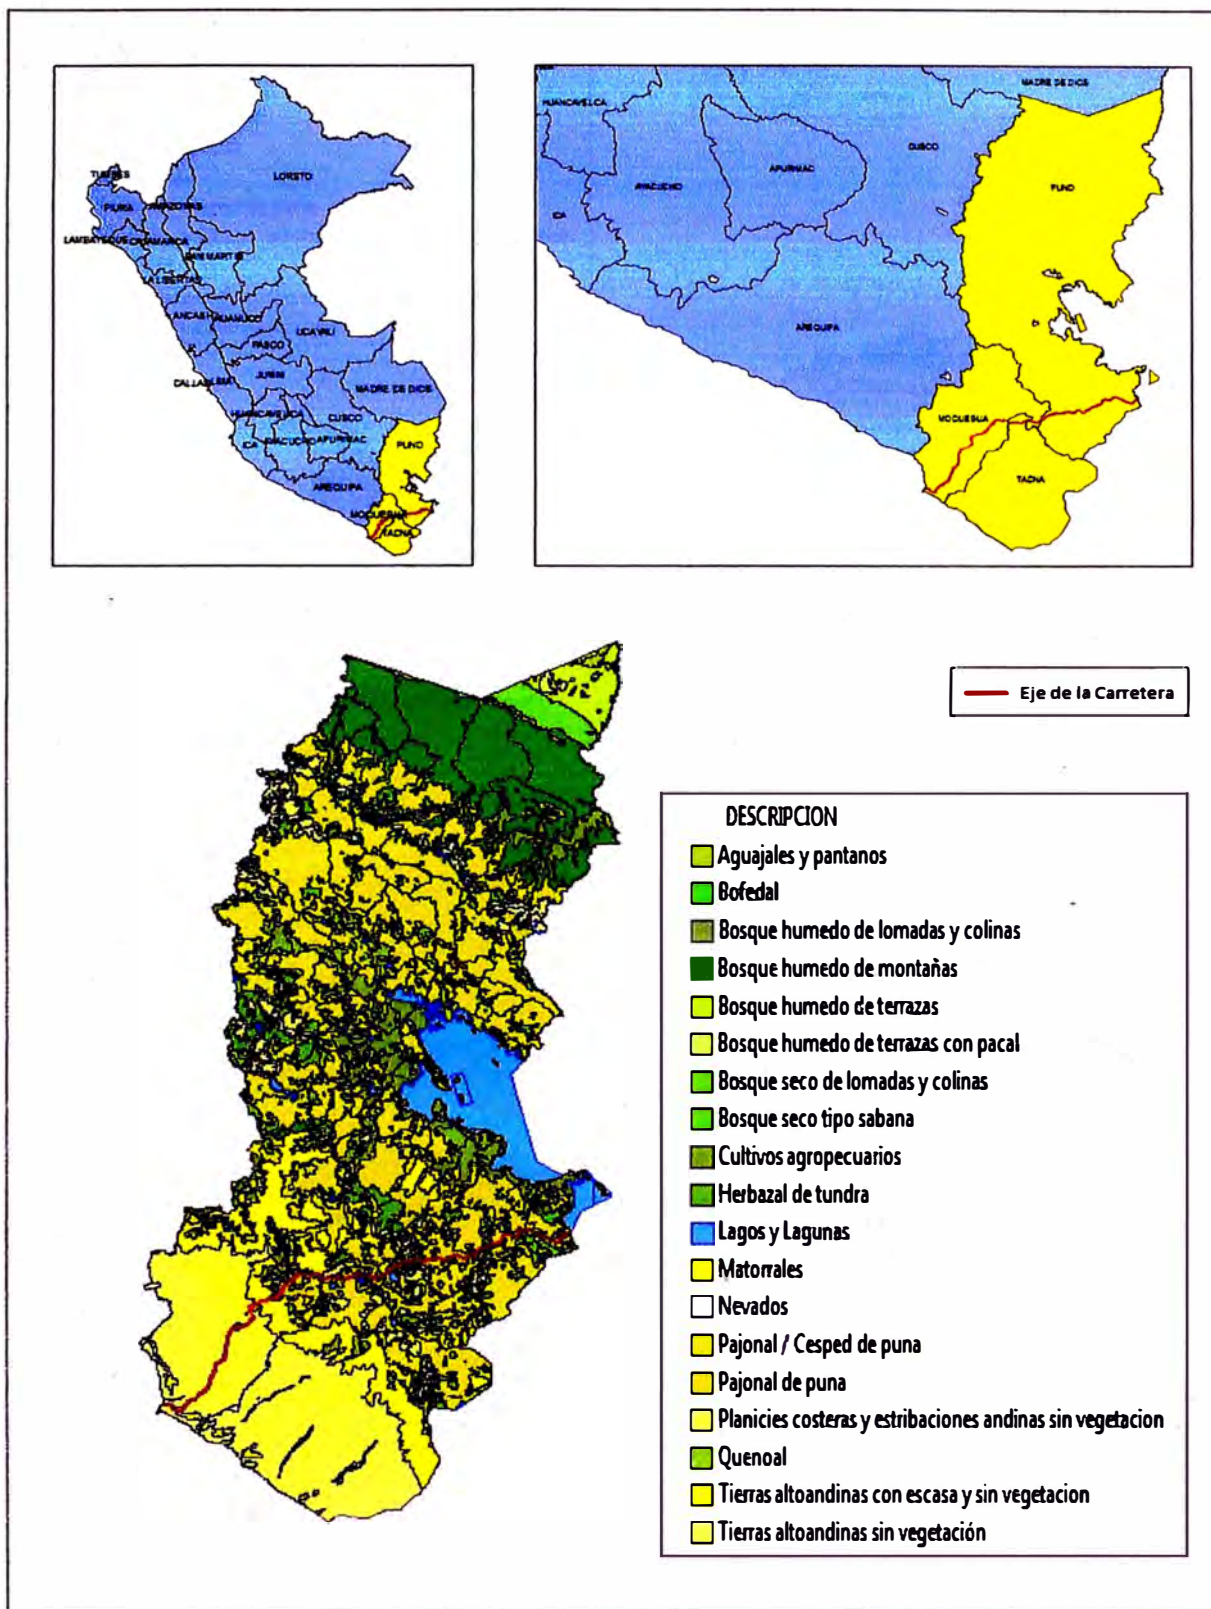 TUMBES
LORETO
PIURA
AMAZONAS
LAMBAYEQUE
CAJAMARCA
SAN MARTIN
LA LIBERTAD
ANCASH
HUANUCO
UCAYALI
PASCO
JUNIN
CALLAO
LIMA
MADRE DE DIOS
HUANCAVELICA
CUSCO
ICA
AYACUCHO
APURIMAC
PUNO
AREQUIPA
MOQUEGUA
TACNA
MADRE DE DIOS
HUANCAVELICA
CUSCO
APURIMAC
AYACUCHO
PUNO
ICA
AREQUIPA
MOQUEGUA
TACNA
Eje de la Carretera
DESCRIPCION
Aguajales y pantanos
Bofedal
Bosque humedo de lomadas y colinas
Bosque humedo de montañas
Bosque humedo de terrazas
Bosque humedo de terrazas con pacal
Bosque seco de lomadas y colinas
Bosque seco tipo sabana
Cultivos agropecuarios
Herbazal de tundra
Lagos y Lagunas
Matorrales
Nevados
Pajonal / Cesped de puna
Pajonal de puna
Planicies costeras y estribaciones andinas sin vegetacion
Quenoal
Tierras altoandinas con escasa y sin vegetacion
Tierras altoandinas sin vegetación